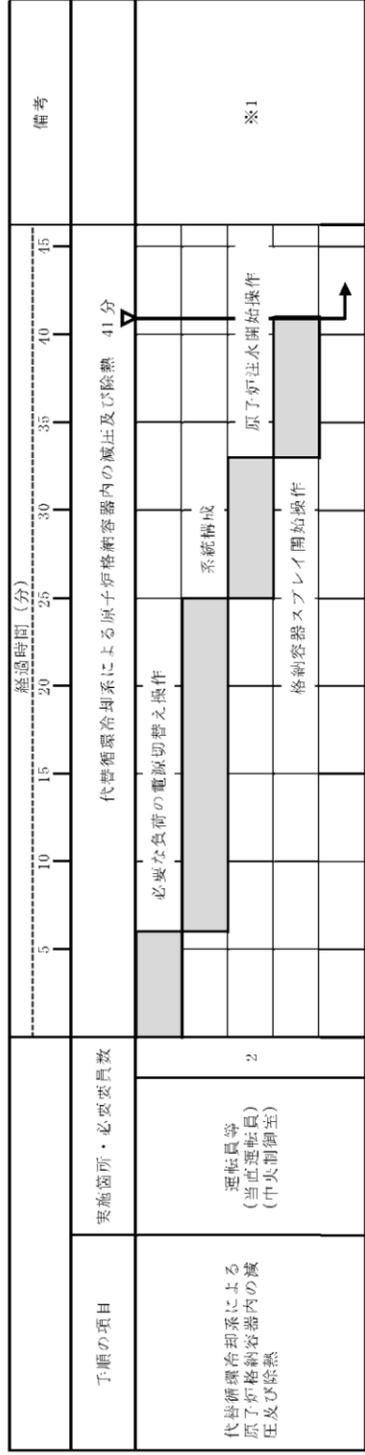 手順の項目
実施箇所・必要要員数
経過時間（分）
備考
5
10
15
20
25
30
35
40
45
代替循環冷却系による原子炉格納容器内の減圧及び除熱 41 分
代替循環冷却系による
原子炉格納容器内の減
圧及び除熱
運転員等
（当直運転員）
（中央制御室）
2
必要な負荷の電源切替え操作
系統構成
原子炉注水開始操作
格納容器スプレイ開始操作
※1